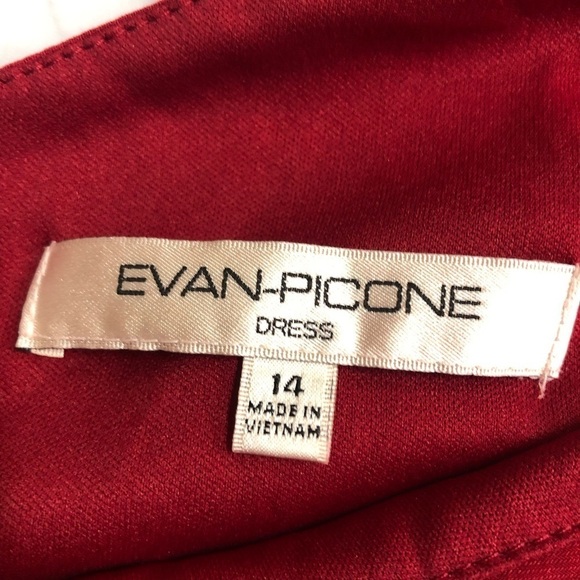 EVAN-PICONE
DRESS
14
MADE IN
VIETNAM